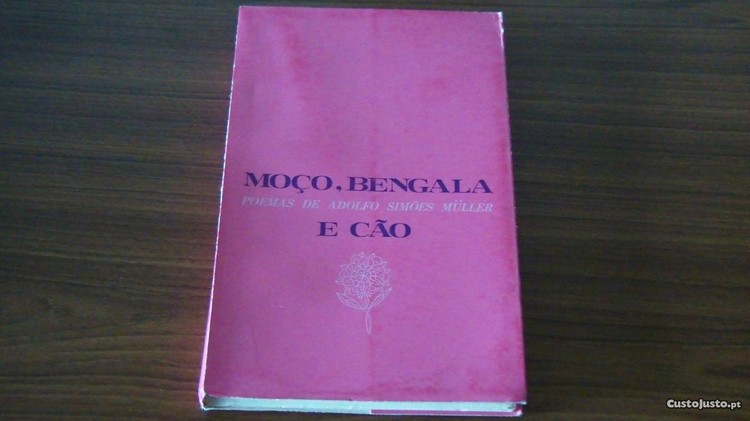 MOÇO, BENGALA
POEMAS DE ADOLFO SIMÕES MÜLLER
E CÃO
CustoJusto.pt